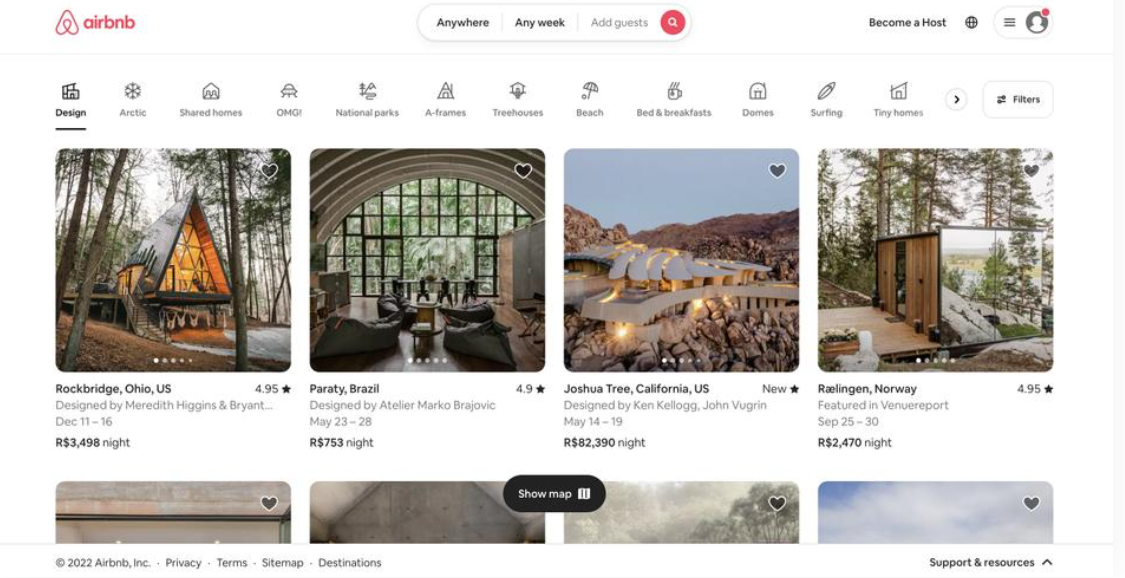 airbnb
Anywhere Any week Add guests
Become a Host
Design Arctic Shared homes OMG! National parks A-frames Treehouses Beach Bed & breakfasts Domes Surfing Tiny homes Filters
Rockbridge, Ohio, US 4.95 ★
Designed by Meredith Higgins & Bryant...
Dec 11 – 16
R$3,498 night
Paraty, Brazil 4.9 ★
Designed by Atelier Marko Brajovic
May 23 – 28
R$753 night
Joshua Tree, California, US New ★
Designed by Ken Kellogg, John Vugrin
May 14 – 19
R$82,390 night
Rælingen, Norway 4.95 ★
Featured in Venuereport
Sep 25 – 30
R$2,470 night
Show map
© 2022 Airbnb, Inc. · Privacy · Terms · Sitemap · Destinations
Support & resources